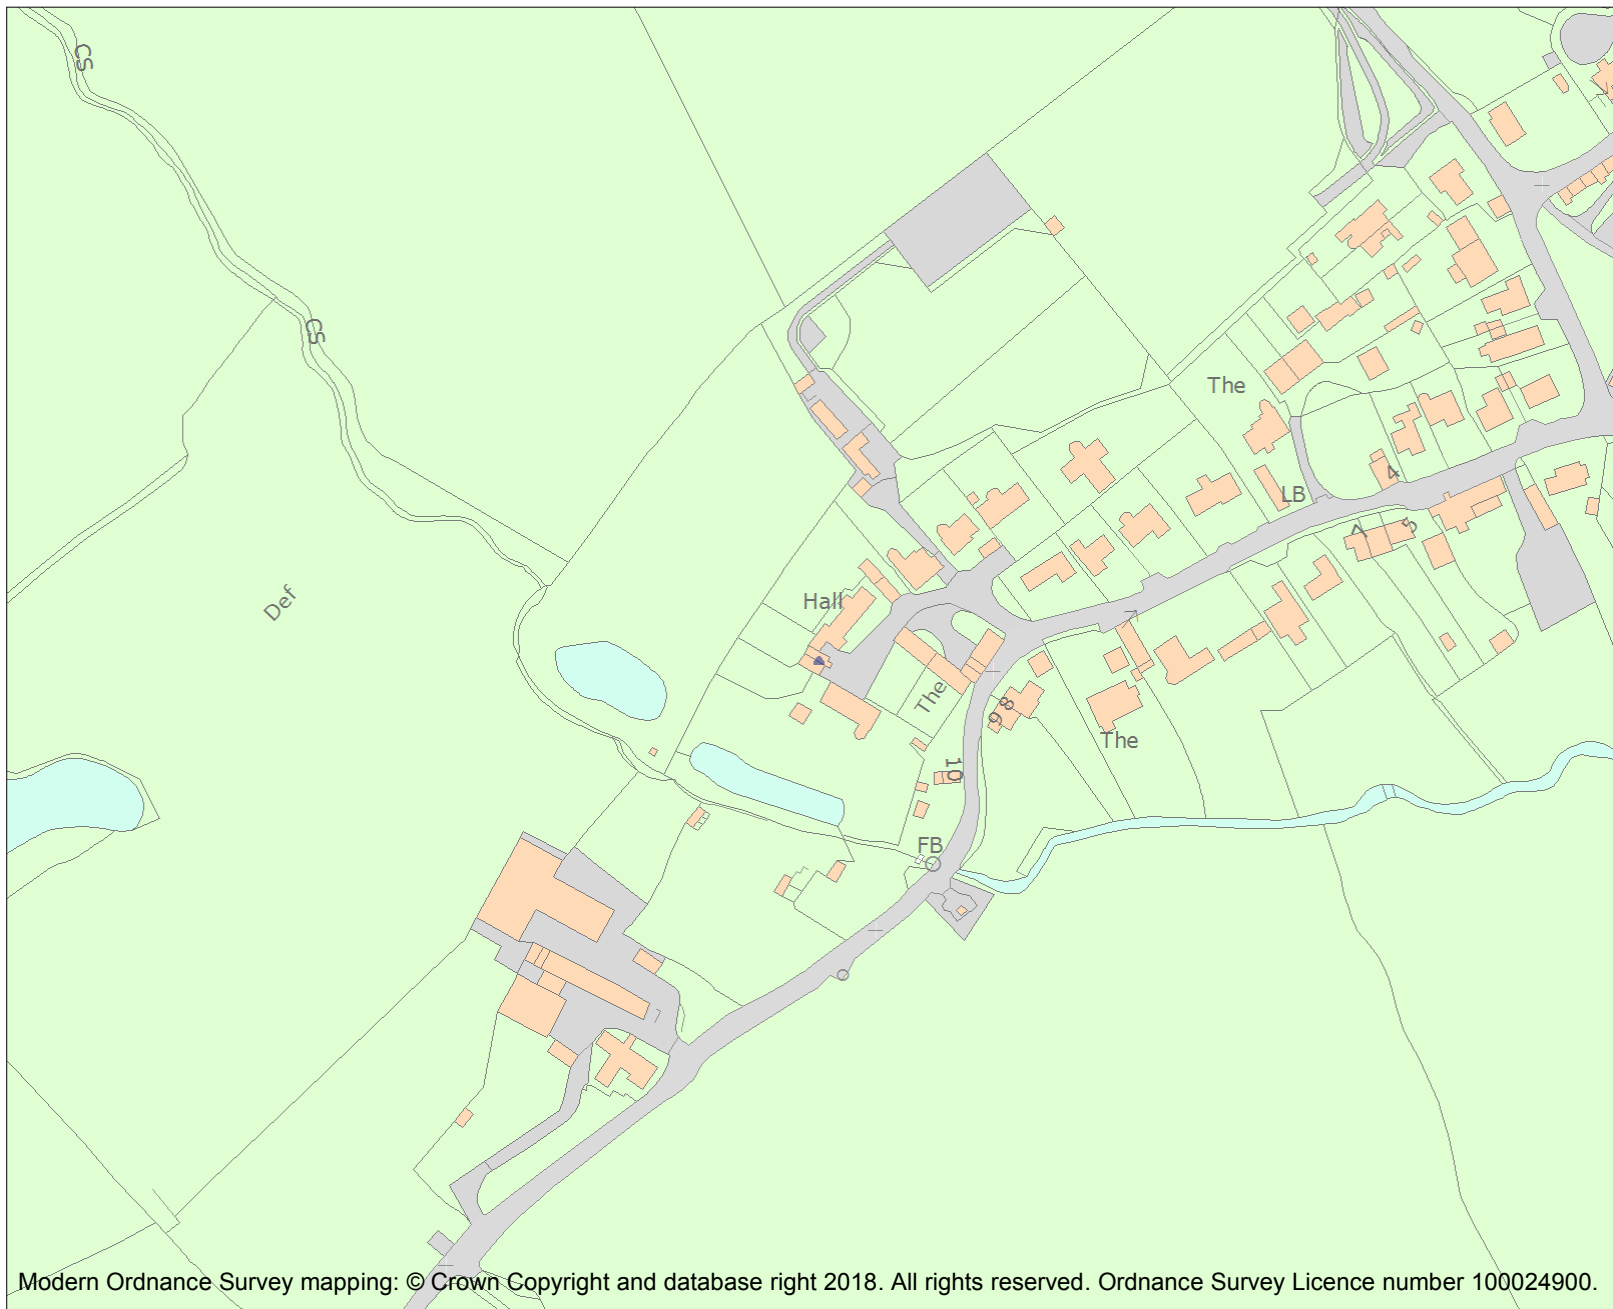 CS
CS
The
4
LB
7
5
Def
Hall
The
8
9
The
10
FB
Modern Ordnance Survey mapping: © Crown Copyright and database right 2018. All rights reserved. Ordnance Survey Licence number 100024900.